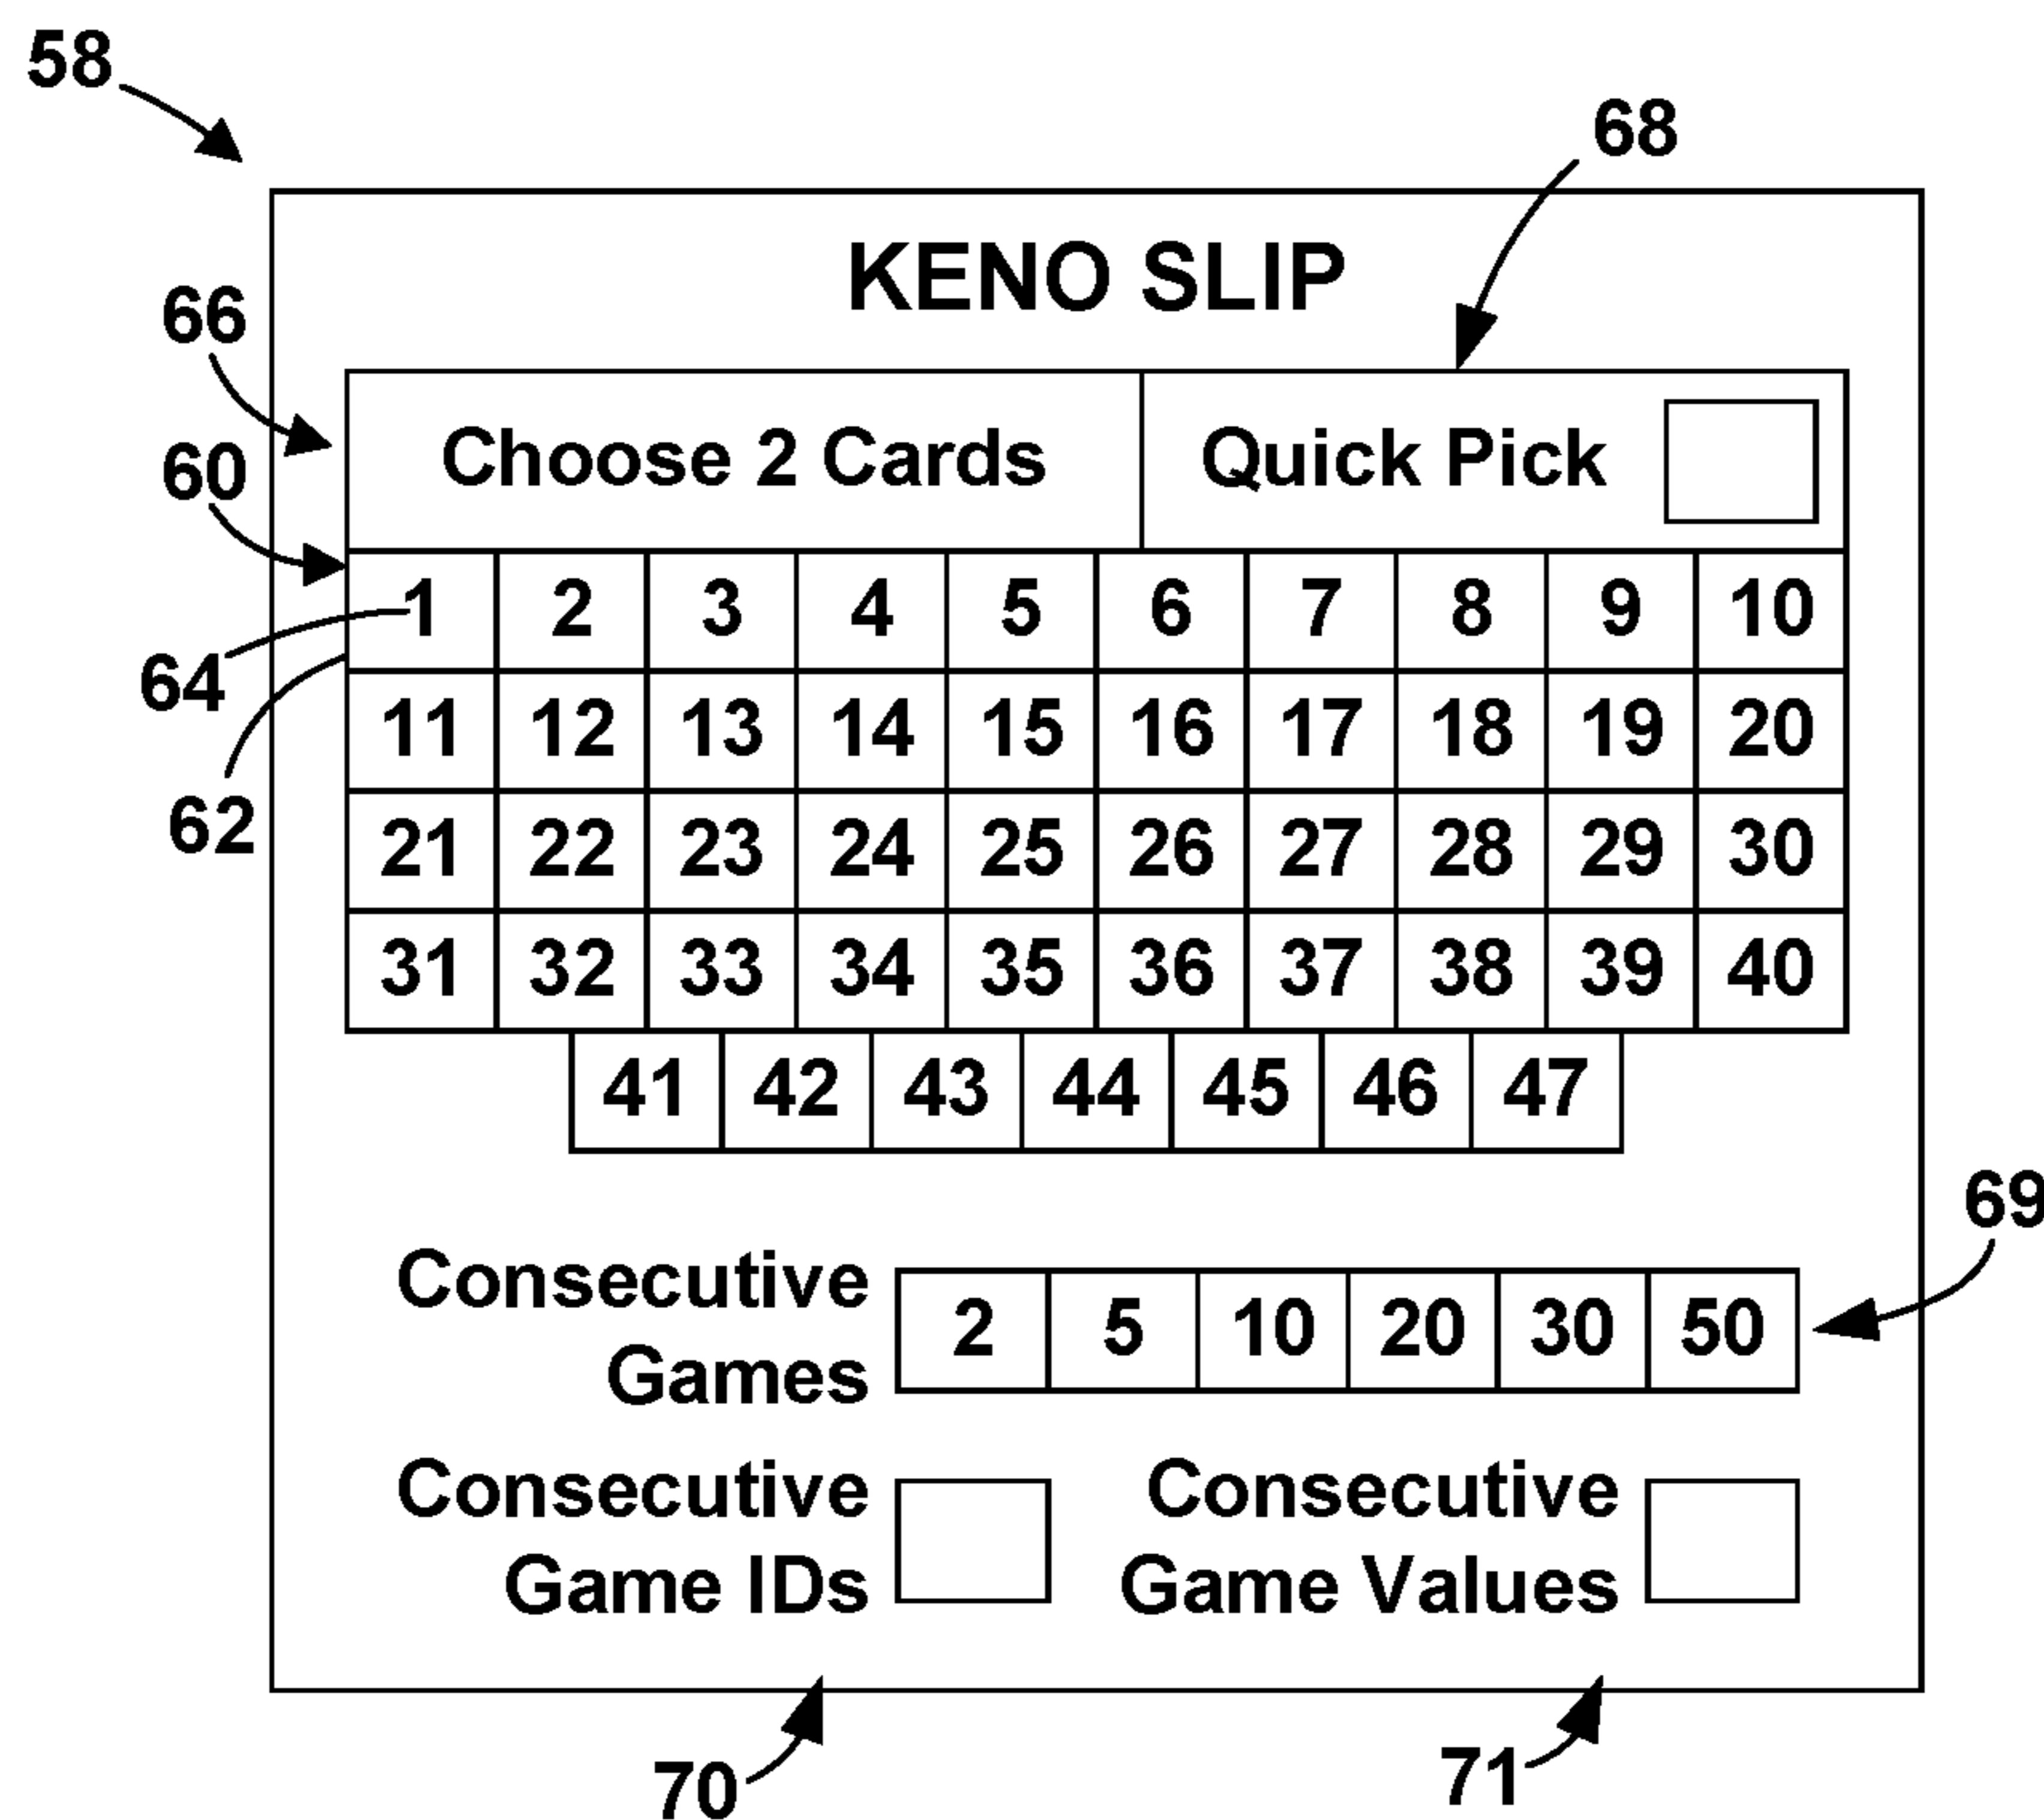 58
68
KENO SLIP
66
Choose 2 Cards Quick Pick
60
1 2 3 4 5 6 7 8 9 10
64
11 12 13 14 15 16 17 18 19 20
62
21 22 23 24 25 26 27 28 29 30
31 32 33 34 35 36 37 38 39 40
41 42 43 44 45 46 47
69
Consecutive
Games
2 5 10 20 30 50
Consecutive
Game IDs
Consecutive
Game Values
70
71